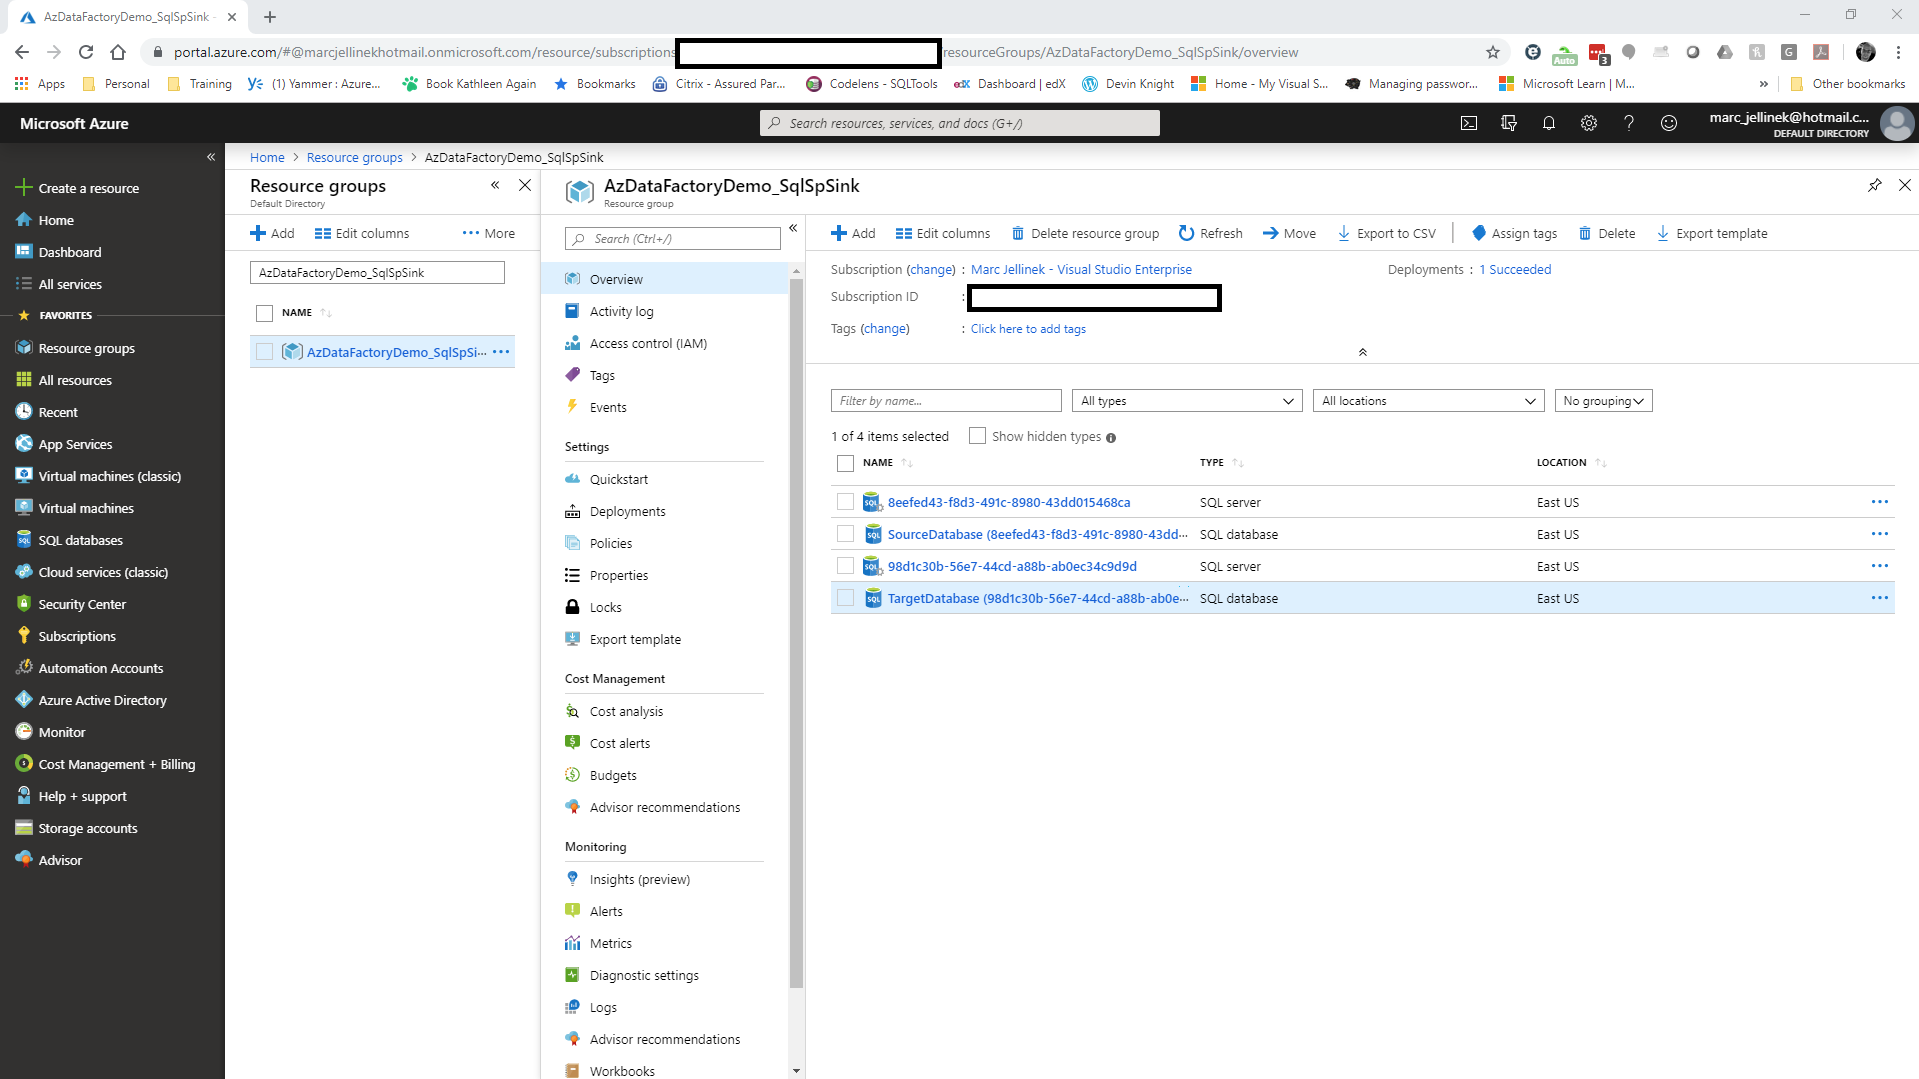 AzDataFactoryDemo_SqlSpSink -
portal.azure.com/#@marcjellinekhotmail.onmicrosoft.com/resource/subscriptions
resourceGroups/AzDataFactoryDemo_SqlSpSink/overview
Auto
3
Apps
Personal
Training
(1) Yammer : Azure...
Book Kathleen Again
Bookmarks
Citrix - Assured Par...
Codelens - SQLTools
edX
Dashboard | edX
Devin Knight
Home - My Visual S...
Managing passwor...
Microsoft Learn | M...
»
Other bookmarks
Microsoft Azure
Search resources, services, and docs (G+/)
marc_jellinek@hotmail.c...
DEFAULT DIRECTORY
Create a resource
Home
Dashboard
All services
FAVORITES
Resource groups
All resources
Recent
App Services
Virtual machines (classic)
Virtual machines
SQL databases
Cloud services (classic)
Security Center
Subscriptions
Automation Accounts
Azure Active Directory
Monitor
Cost Management + Billing
Help + support
Storage accounts
Advisor
Home > Resource groups > AzDataFactoryDemo_SqlSpSink
Resource groups
Default Directory
Add
Edit columns
More
AzDataFactoryDemo_SqlSpSink
NAME
AzDataFactoryDemo_SqlSpSi...
AzDataFactoryDemo_SqlSpSink
Resource group
Search (Ctrl+/)
Overview
Activity log
Access control (IAM)
Tags
Events
Settings
Quickstart
Deployments
Policies
Properties
Locks
Export template
Cost Management
Cost analysis
Cost alerts
Budgets
Advisor recommendations
Monitoring
Insights (preview)
Alerts
Metrics
Diagnostic settings
Logs
Advisor recommendations
Workbooks
Add
Edit columns
Delete resource group
Refresh
Move
Export to CSV
Assign tags
Delete
Export template
Subscription (change) : Marc Jellinek - Visual Studio Enterprise
Deployments : 1 Succeeded
Subscription ID :
Tags (change) : Click here to add tags
Filter by name...
All types
All locations
No grouping
1 of 4 items selected
Show hidden types
NAME TYPE LOCATION
8eefed43-f8d3-491c-8980-43dd015468ca SQL server East US
SourceDatabase (8eefed43-f8d3-491c-8980-43dd... SQL database East US
98d1c30b-56e7-44cd-a88b-ab0ec34c9d9d SQL server East US
TargetDatabase (98d1c30b-56e7-44cd-a88b-ab0e... SQL database East US